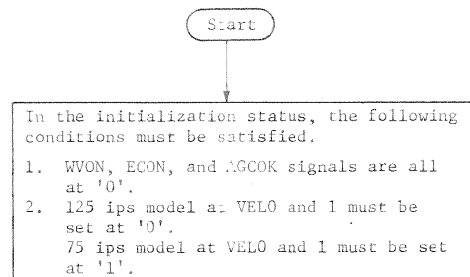 Start
In the initialization status, the following
conditions must be satisfied.
1. WVON, ECON, and AGCOK signals are all
at '0'.
2. 125 ips model at VELO and 1 must be
set at '0'.
75 ips model at VELO and 1 must be set
at '1'.